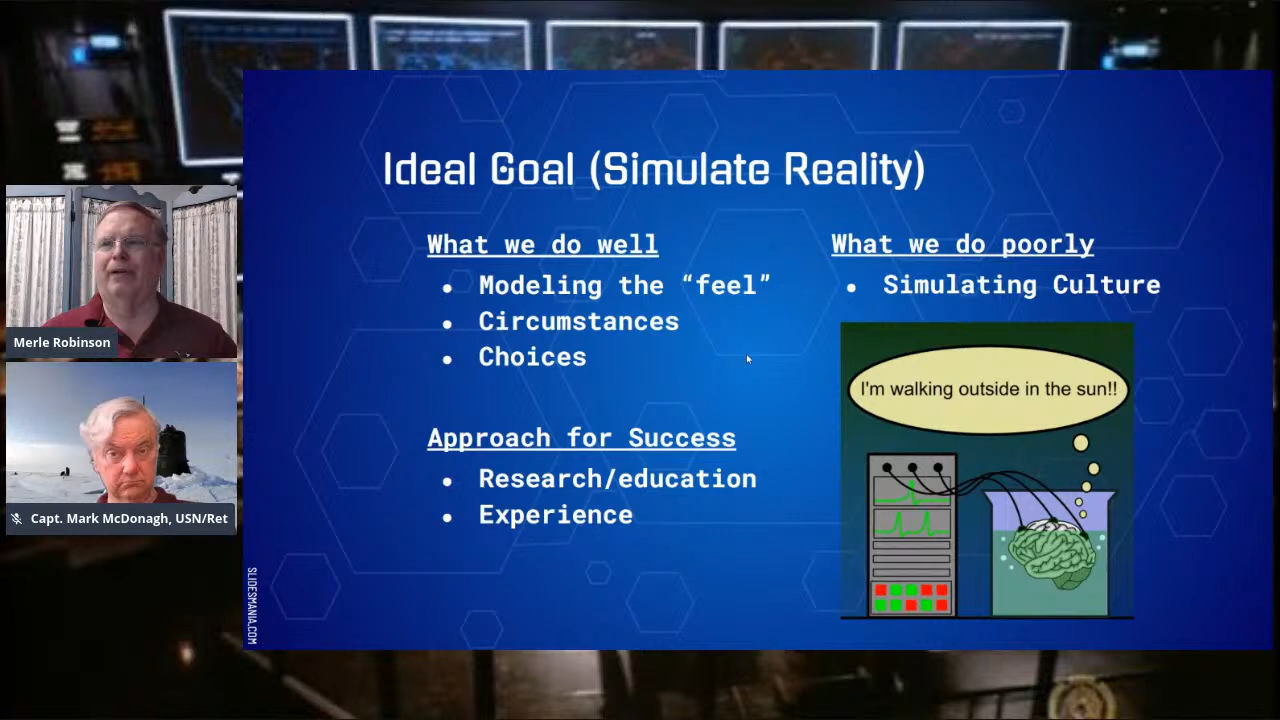 Ideal Goal (Simulate Reality)
What we do well
• Modeling the “feel”
• Circumstances
• Choices
Approach for Success
• Research/education
• Experience
What we do poorly
• Simulating Culture
I'm walking outside in the sun!!
Merle Robinson
Capt. Mark McDonagh, USN/Ret
SLIDESMANIA.COM